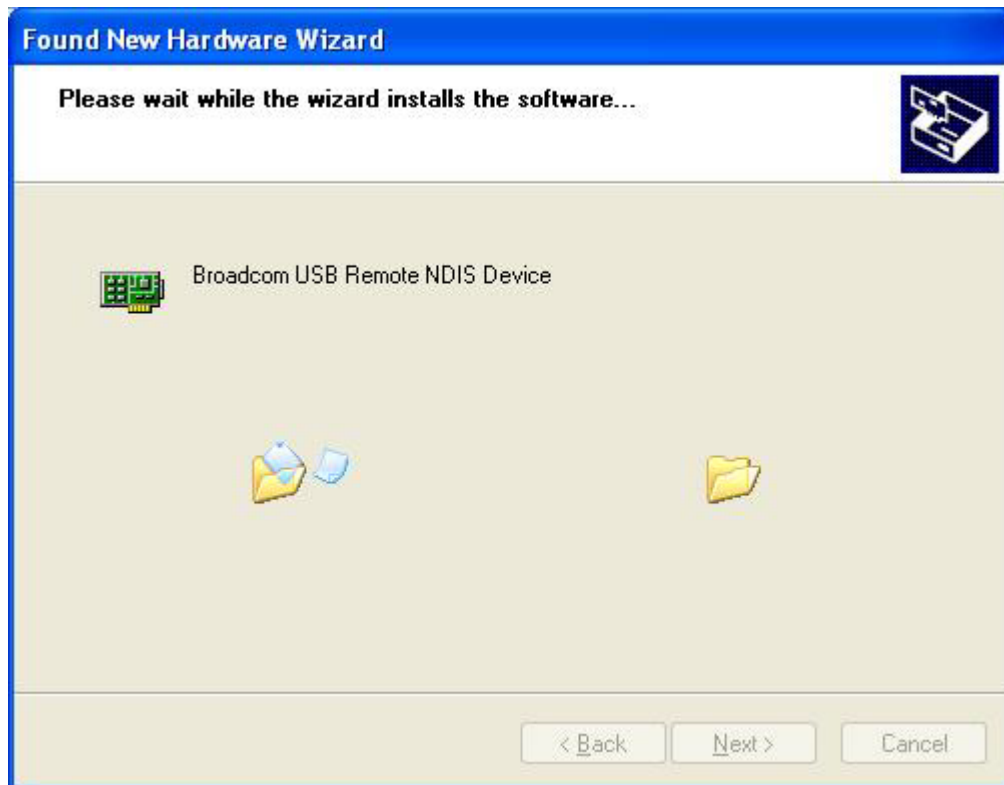 Found New Hardware Wizard
Please wait while the wizard installs the software...
Broadcom USB Remote NDIS Device
< Back
Next >
Cancel